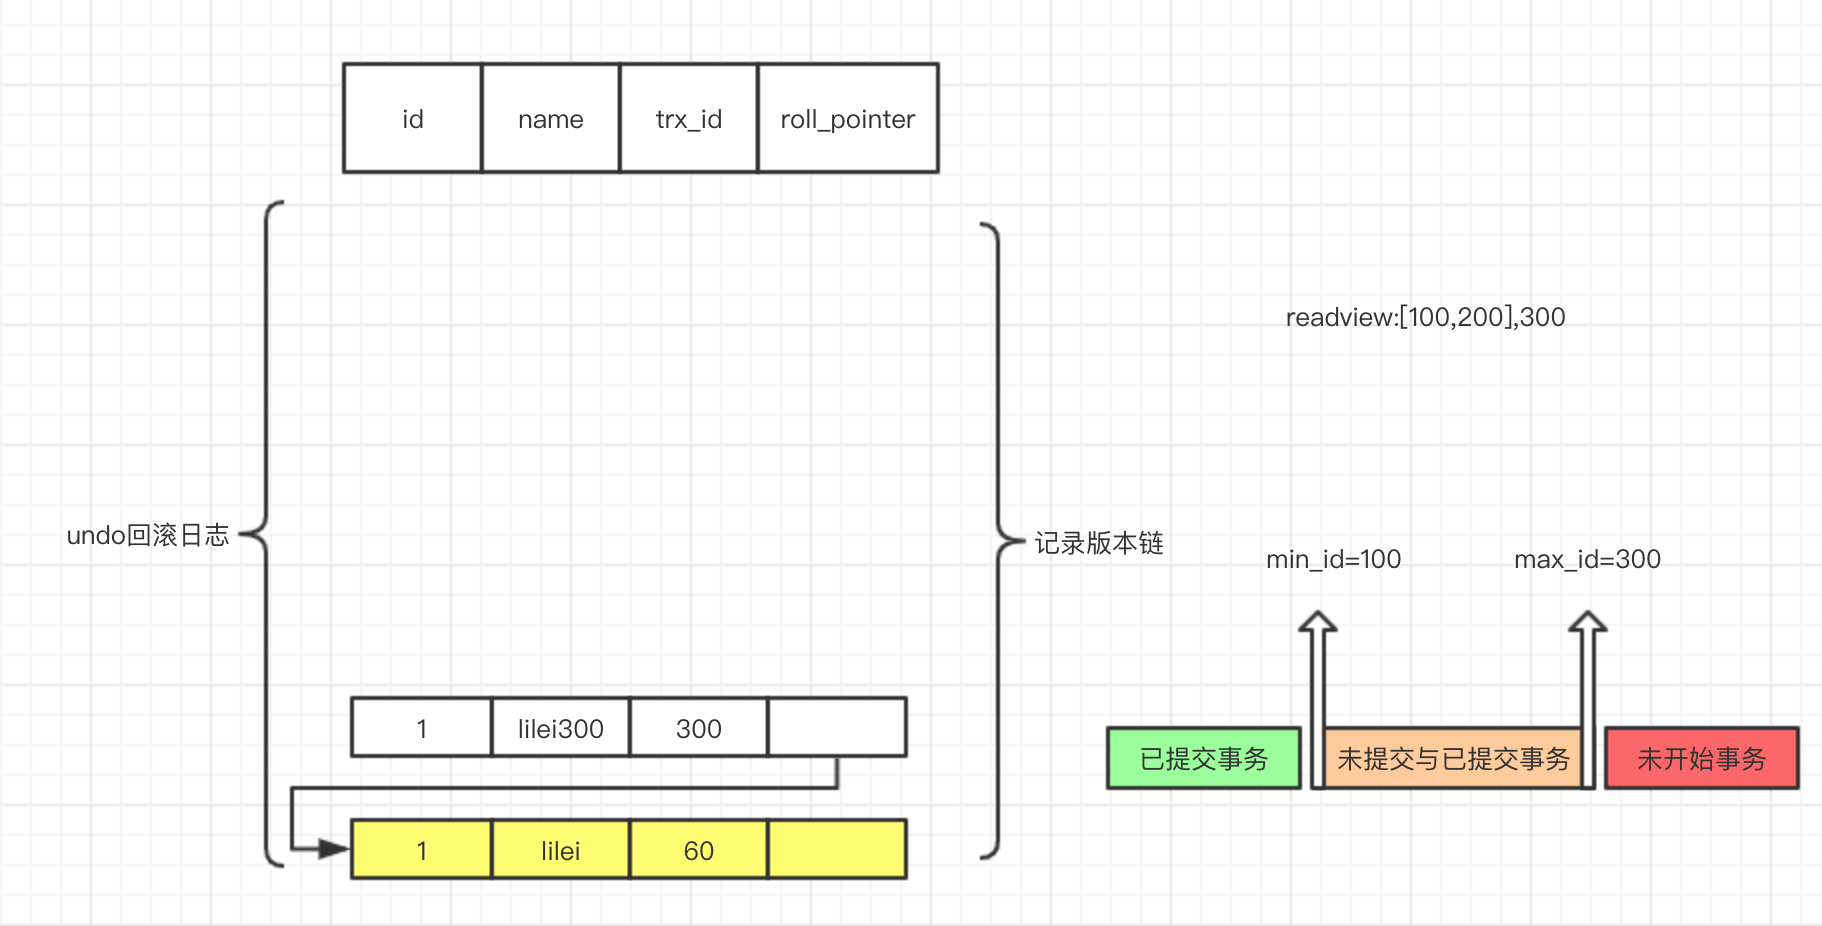 id name trx_id roll_pointer
readview:[100,200],300
undo回滚日志
记录版本链
min_id=100 max_id=300
1 lilei300 300
已提交事务 未提交与已提交事务 未开始事务
1 lilei 60